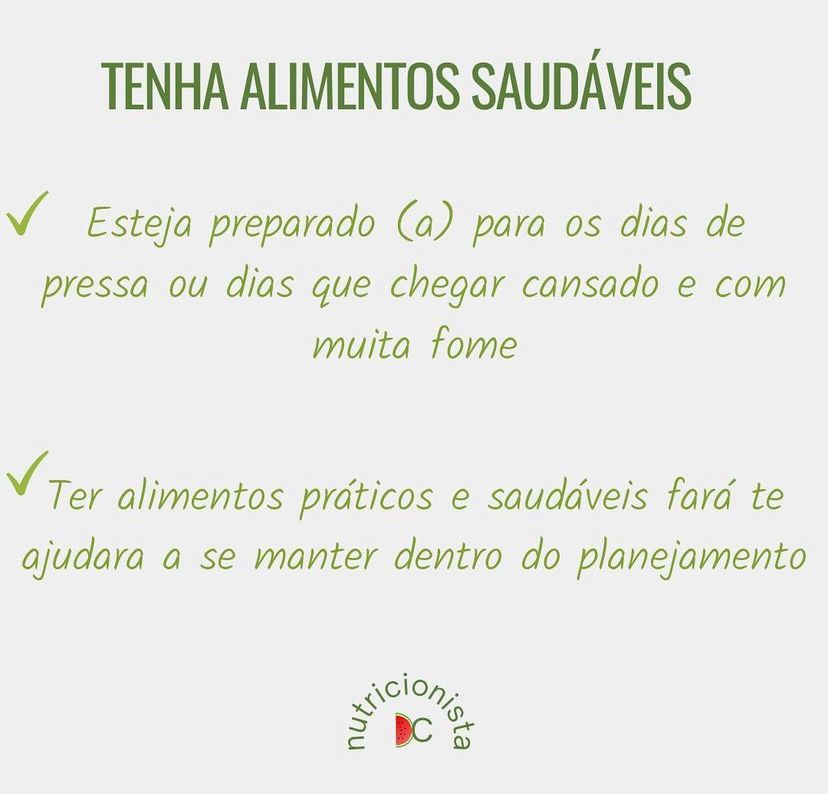 TENHA ALIMENTOS SAUDÁVEIS
Esteja preparado (a) para os dias de
pressa ou dias que chegar cansado e com
muita fome
Ter alimentos práticos e saudáveis fará te
ajudara a se manter dentro do planejamento
nutricionista
DC